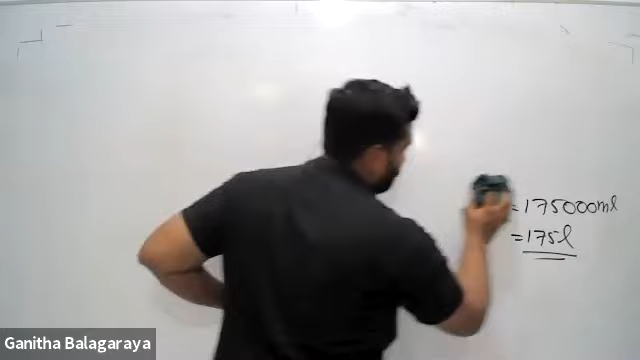 = 175000ml
= 175l
Ganitha Balagaraya